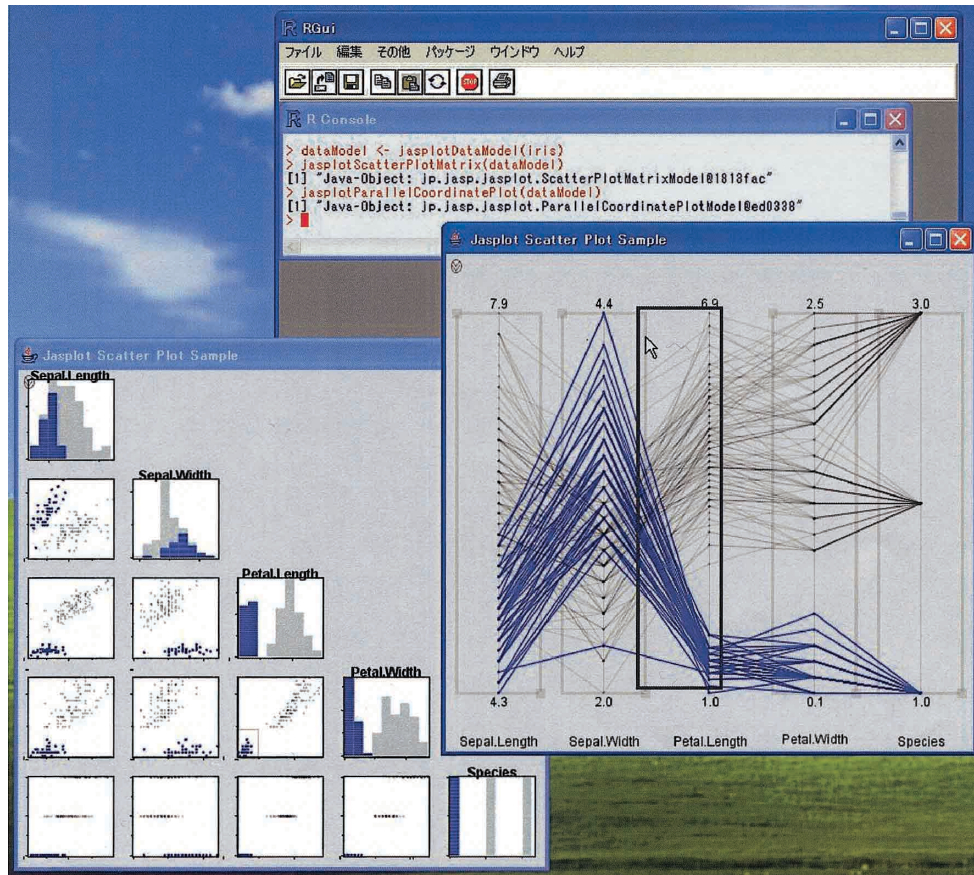 RGui
ファイル 編集 その他 パッケージ ウインドウ ヘルプ
STOP
R Console
> dataModel <- jasplotDataModel(iris)
> jasplotScatterPlotMatrix(dataModel)
[1] "Java-Object: jp.jasp.jasplot.ScatterPlotMatrixModel@1813fac"
> jasplotParallelCoordinatePlot(dataModel)
[1] "Java-Object: jp.jasp.jasplot.ParallelCoordinatePlotModel@ed0338"
>
Jasplot Scatter Plot Sample
7.9 4.4 6.9 2.5 3.0
4.3 2.0 1.0 0.1 1.0
Sepal.Length Sepal.Width Petal.Length Petal.Width Species
Jasplot Scatter Plot Sample
Sepal.Length
Sepal.Width
Petal.Length
Petal.Width
Species